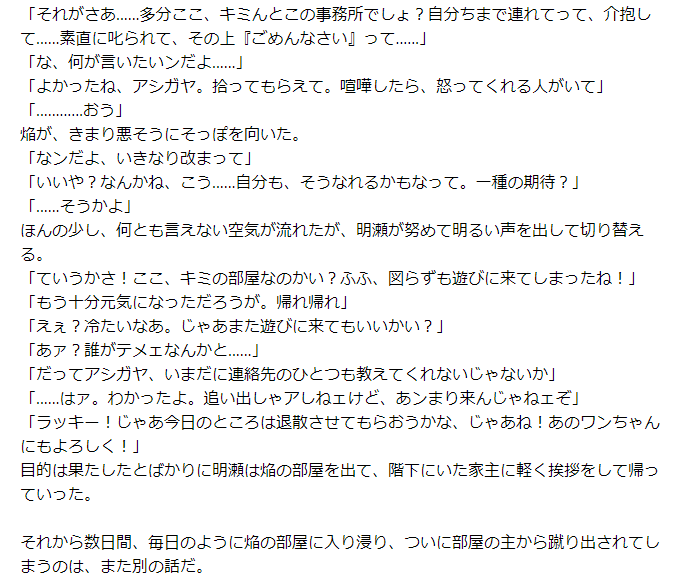 「それがさあ……多分ここ、キミんとこの事務所でしょ？自分ちまで連れてって、介抱し
て……素直に叱られて、その上『ごめんなさい』って……」
「な、何が言いたいンだよ……」
「よかったね、アシガヤ。拾ってもらえて。喧嘩したら、怒ってくれる人がいて」
「…………おう」
焔が、きまり悪そうにそっぽを向いた。
「なンだよ、いきなり改まって」
「いいや？なんかね、こう……自分も、そうなれるかもなって。一種の期待？」
「……そうかよ」
ほんの少し、何とも言えない空気が流れたが、明瀬が努めて明るい声を出して切り替え
る。
「ていうかさ！ここ、キミの部屋なのかい？ふふ、図らずも遊びに来てしまったね！」
「もう十分元気になっただろうが。帰れ帰れ」
「えぇ？冷たいなあ。じゃあまた遊びに来てもいいかい？」
「あァ？誰がテメェなんかと……」
「だってアシガヤ、いまだに連絡先のひとつも教えてくれないじゃないか」
「……はァ。わかったよ。追い出しゃアしねェけど、あンまり来んじゃねェぞ」
「ラッキー！じゃあ今日のところは退散させてもらおうかな、じゃあね！あのワンちゃん
にもよろしく！」
目的は果たしたとばかりに明瀬は焔の部屋を出て、階下にいた家主に軽く挨拶をして帰っ
ていった。
それから数日間、毎日のように焔の部屋に入り浸り、ついに部屋の主から蹴り出されてし
まうのは、また別の話だ。